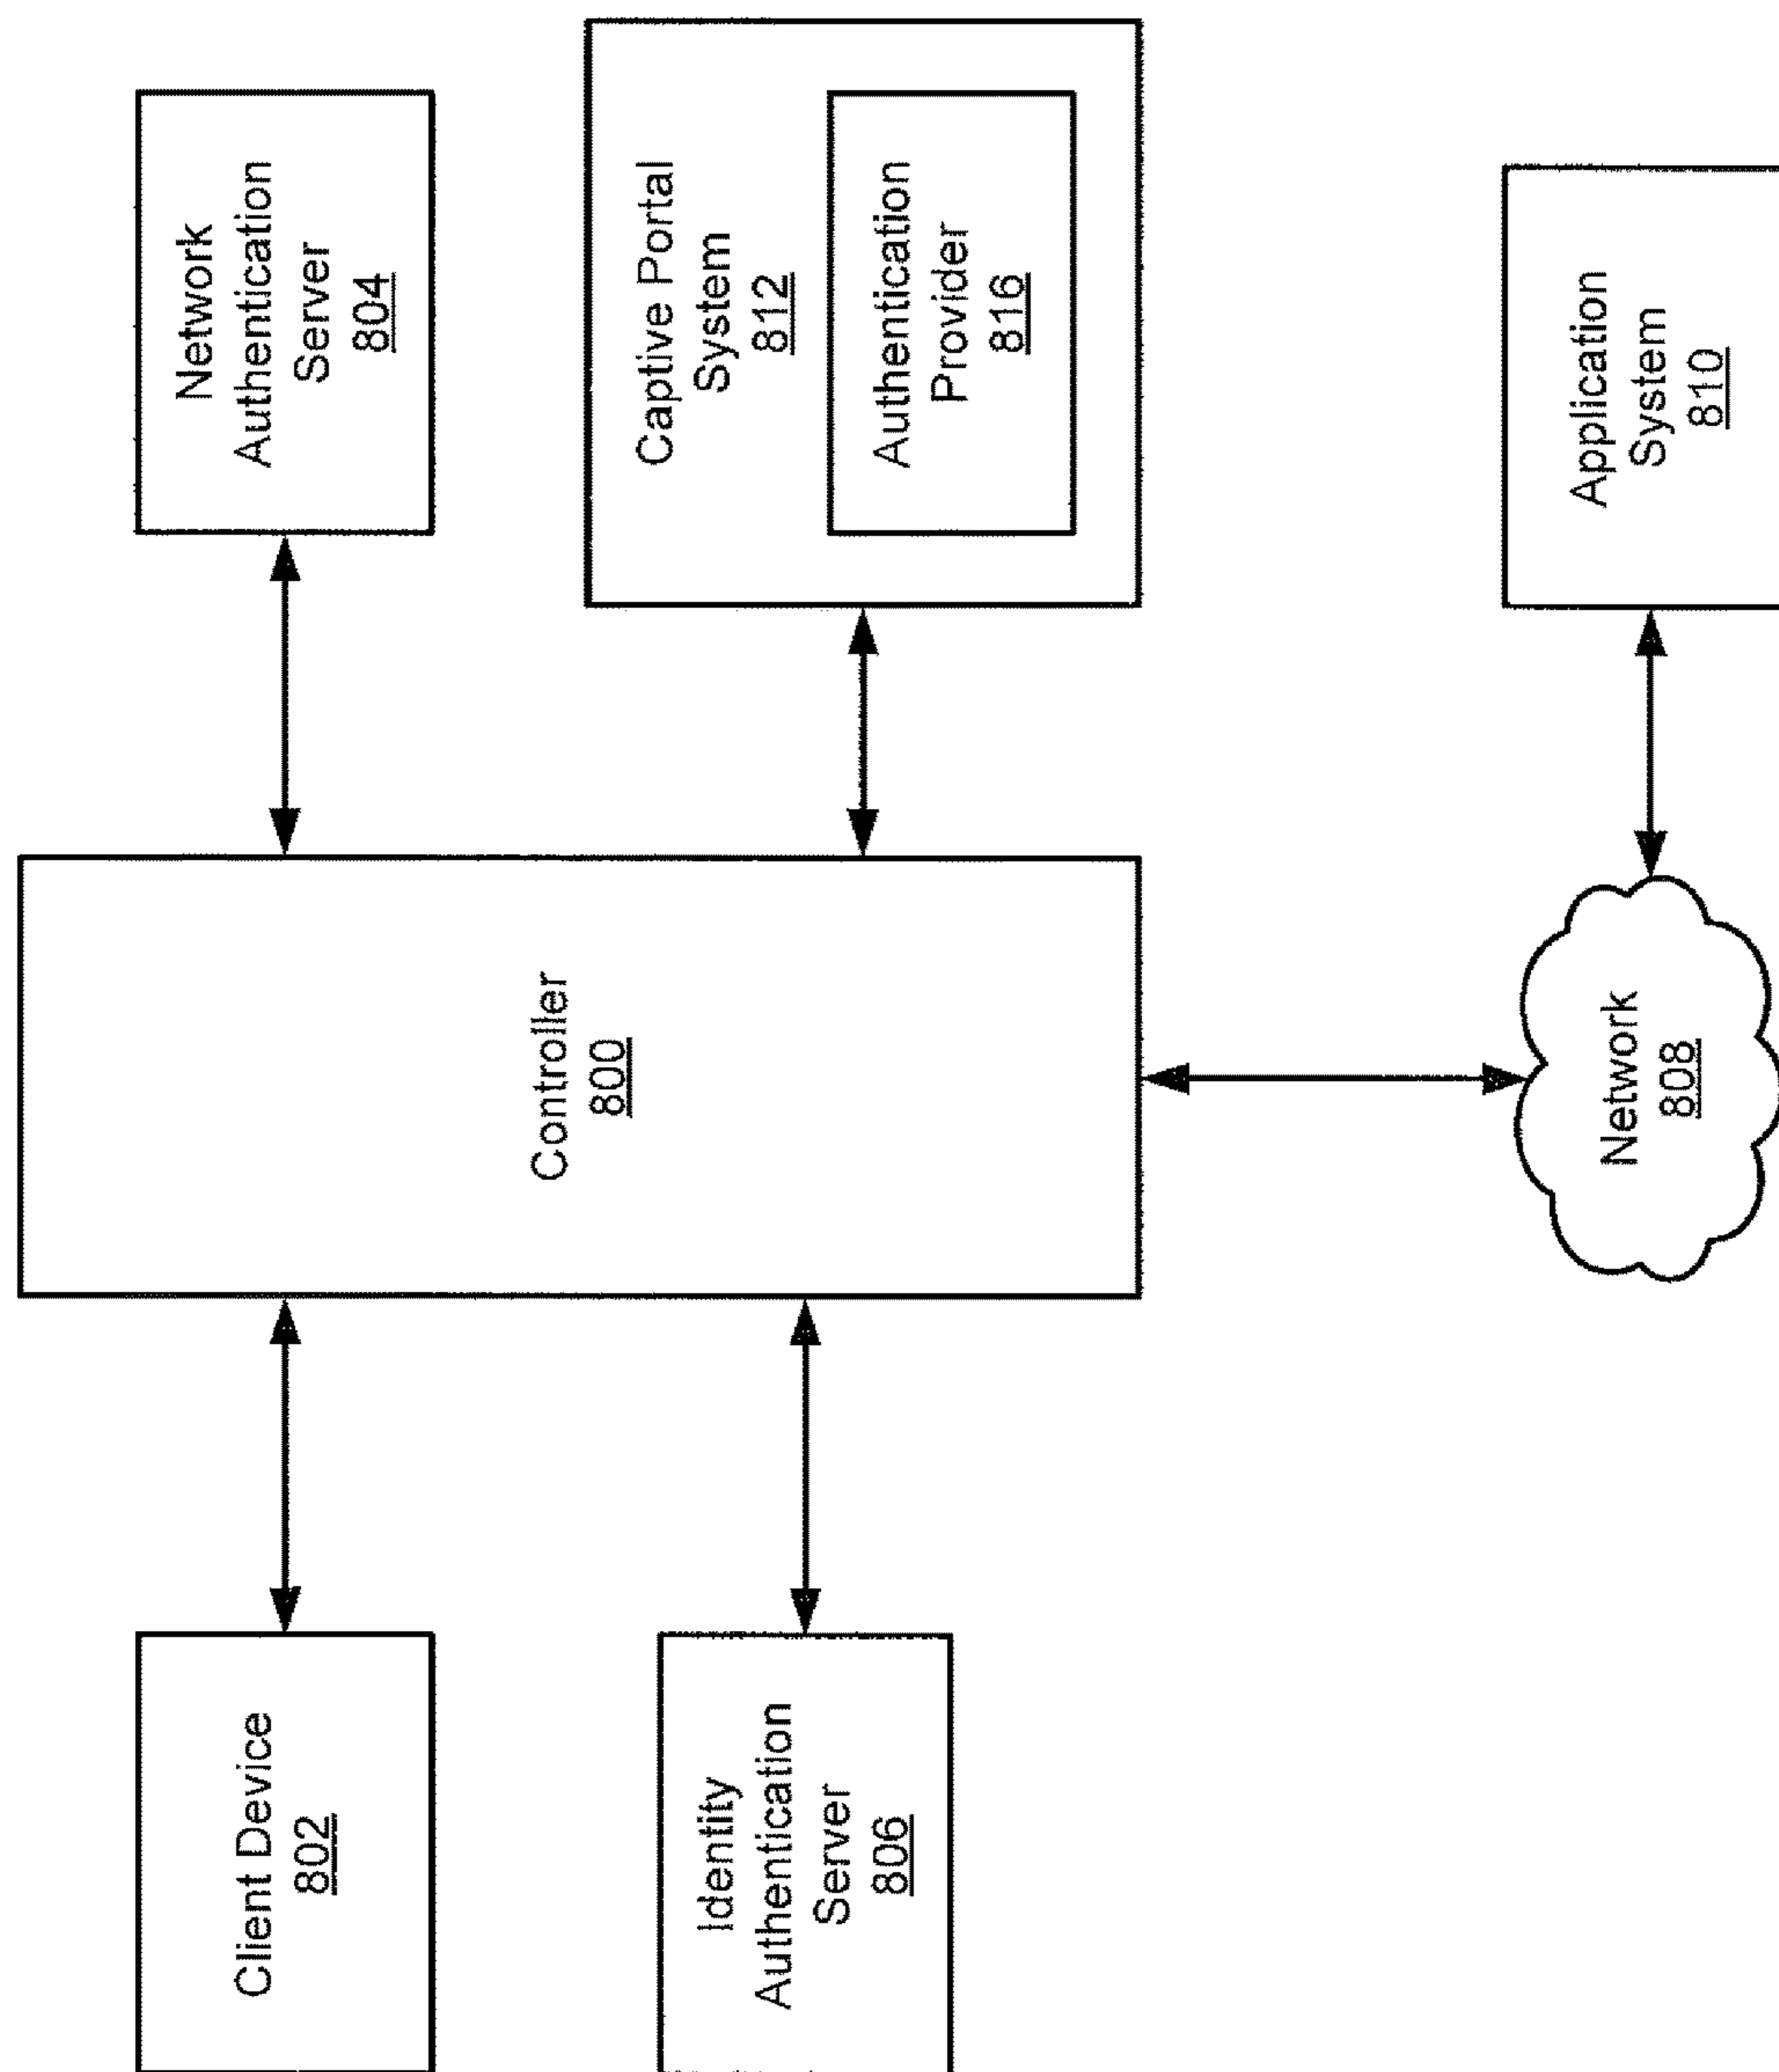 Client Device
802
Identity
Authentication
Server
806
Controller
800
Network
808
Network
Authentication
Server
804
Captive Portal
System
812
Authentication
Provider
816
Application
System
810